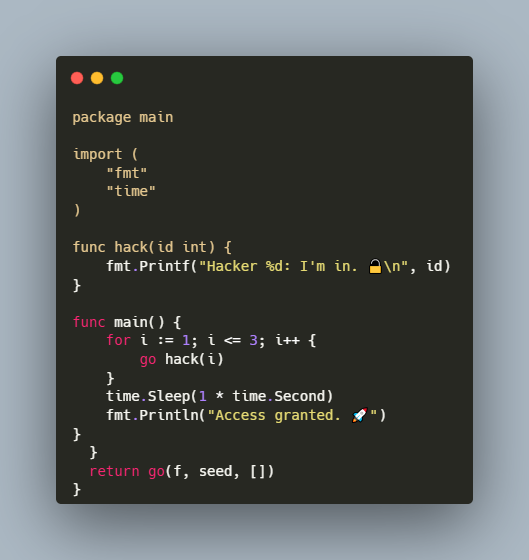 package main

import (
    "fmt"
    "time"
)

func hack(id int) {
    fmt.Printf("Hacker %d: I'm in. 🔓\n", id)
}

func main() {
    for i := 1; i <= 3; i++ {
        go hack(i)
    }
    time.Sleep(1 * time.Second)
    fmt.Println("Access granted. 🚀")
}
  }
  return go(f, seed, [])
}